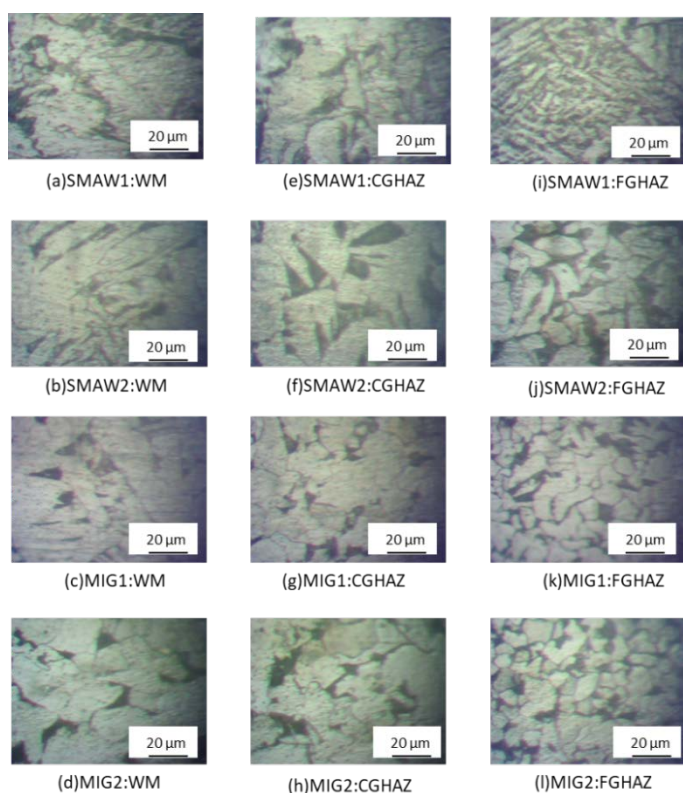 20 µm 20 µm 20 µm
(a)SMAW1:WM (e)SMAW1:CGHAZ (i)SMAW1:FGHAZ
20 µm 20 µm 20 µm
(b)SMAW2:WM (f)SMAW2:CGHAZ (j)SMAW2:FGHAZ
20 µm 20 µm 20 µm
(c)MIG1:WM (g)MIG1:CGHAZ (k)MIG1:FGHAZ
20 µm 20 µm 20 µm
(d)MIG2:WM (h)MIG2:CGHAZ (l)MIG2:FGHAZ